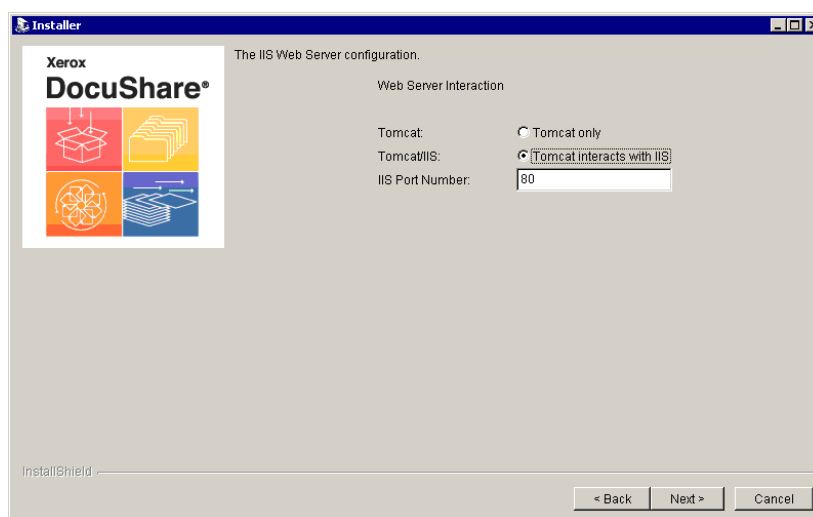 Installer
Xerox
DocuShare®
The IIS Web Server configuration.
Web Server Interaction
Tomcat: Tomcat only
Tomcat/IIS: Tomcat interacts with IIS
IIS Port Number: 80
InstallShield
< Back Next > Cancel